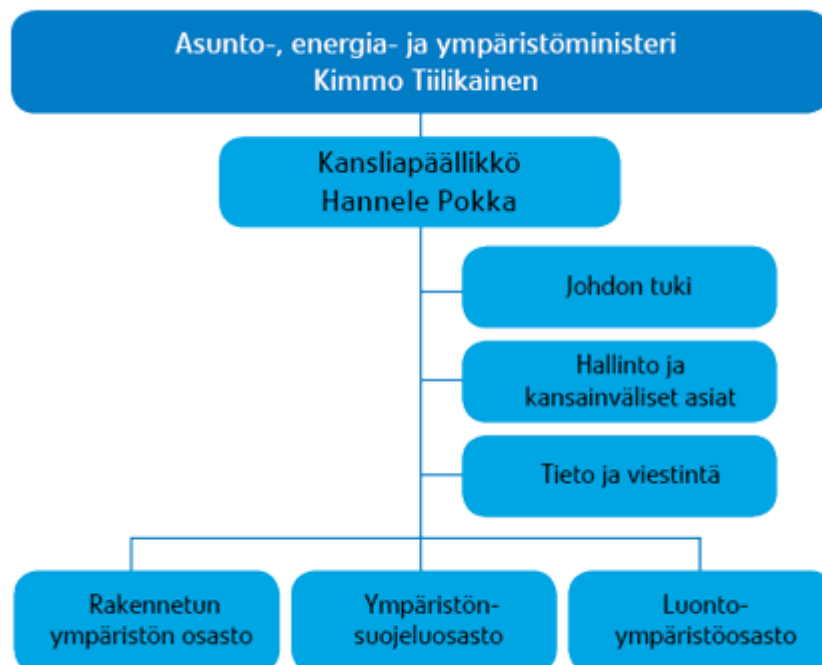 Asunto-, energia- ja ympäristöministeri
Kimmo Tiilikainen
Kansliapäällikkö
Hannele Pokka
Johdon tuki
Hallinto ja
kansainväliset asiat
Tieto ja viestintä
Rakennetun
ympäristön osasto
Ympäristön-
suojeluosasto
Luonto-
ympäristöosasto